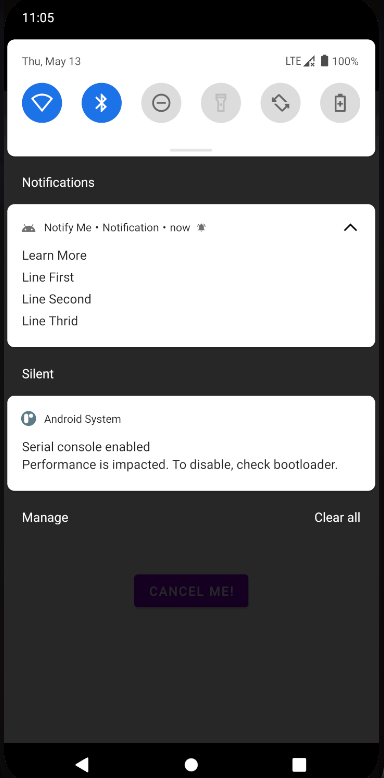 11:05
Thu, May 13
LTE 100%
Notifications
Notify Me • Notification • now
Learn More
Line First
Line Second
Line Thrid
Silent
Android System
Serial console enabled
Performance is impacted. To disable, check bootloader.
Manage
Clear all
CANCEL ME!